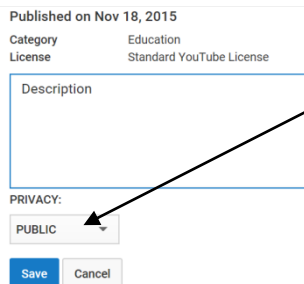 Published on Nov 18, 2015
Category Education
License Standard YouTube License
Description
PRIVACY:
PUBLIC
Save Cancel